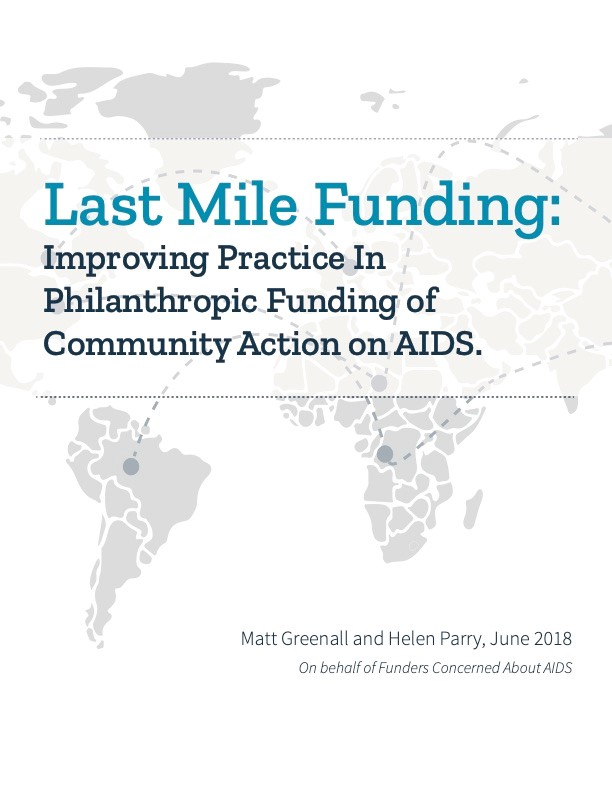 Last Mile Funding:
Improving Practice In
Philanthropic Funding of
Community Action on AIDS.
Matt Greenall and Helen Parry, June 2018
On behalf of Funders Concerned About AIDS